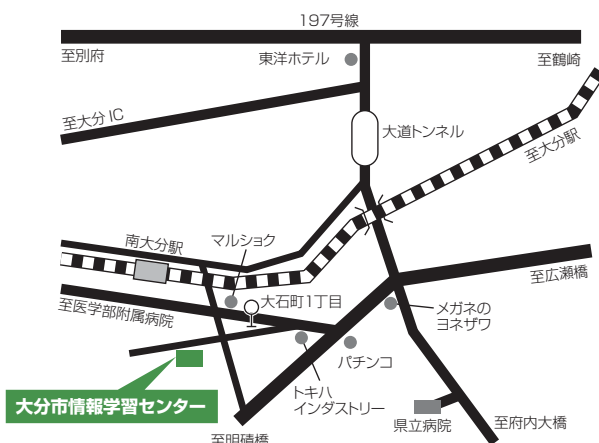 197号線
至別府
東洋ホテル
至鶴崎
至大分 IC
大道トンネル
至大分駅
南大分駅
マルショク
至広瀬橋
至医学部附属病院
大石町1丁目
メガネの
ヨネザワ
パチンコ
トキハ
インダストリー
大分市情報学習センター
県立病院
至府内大橋
至明磧橋